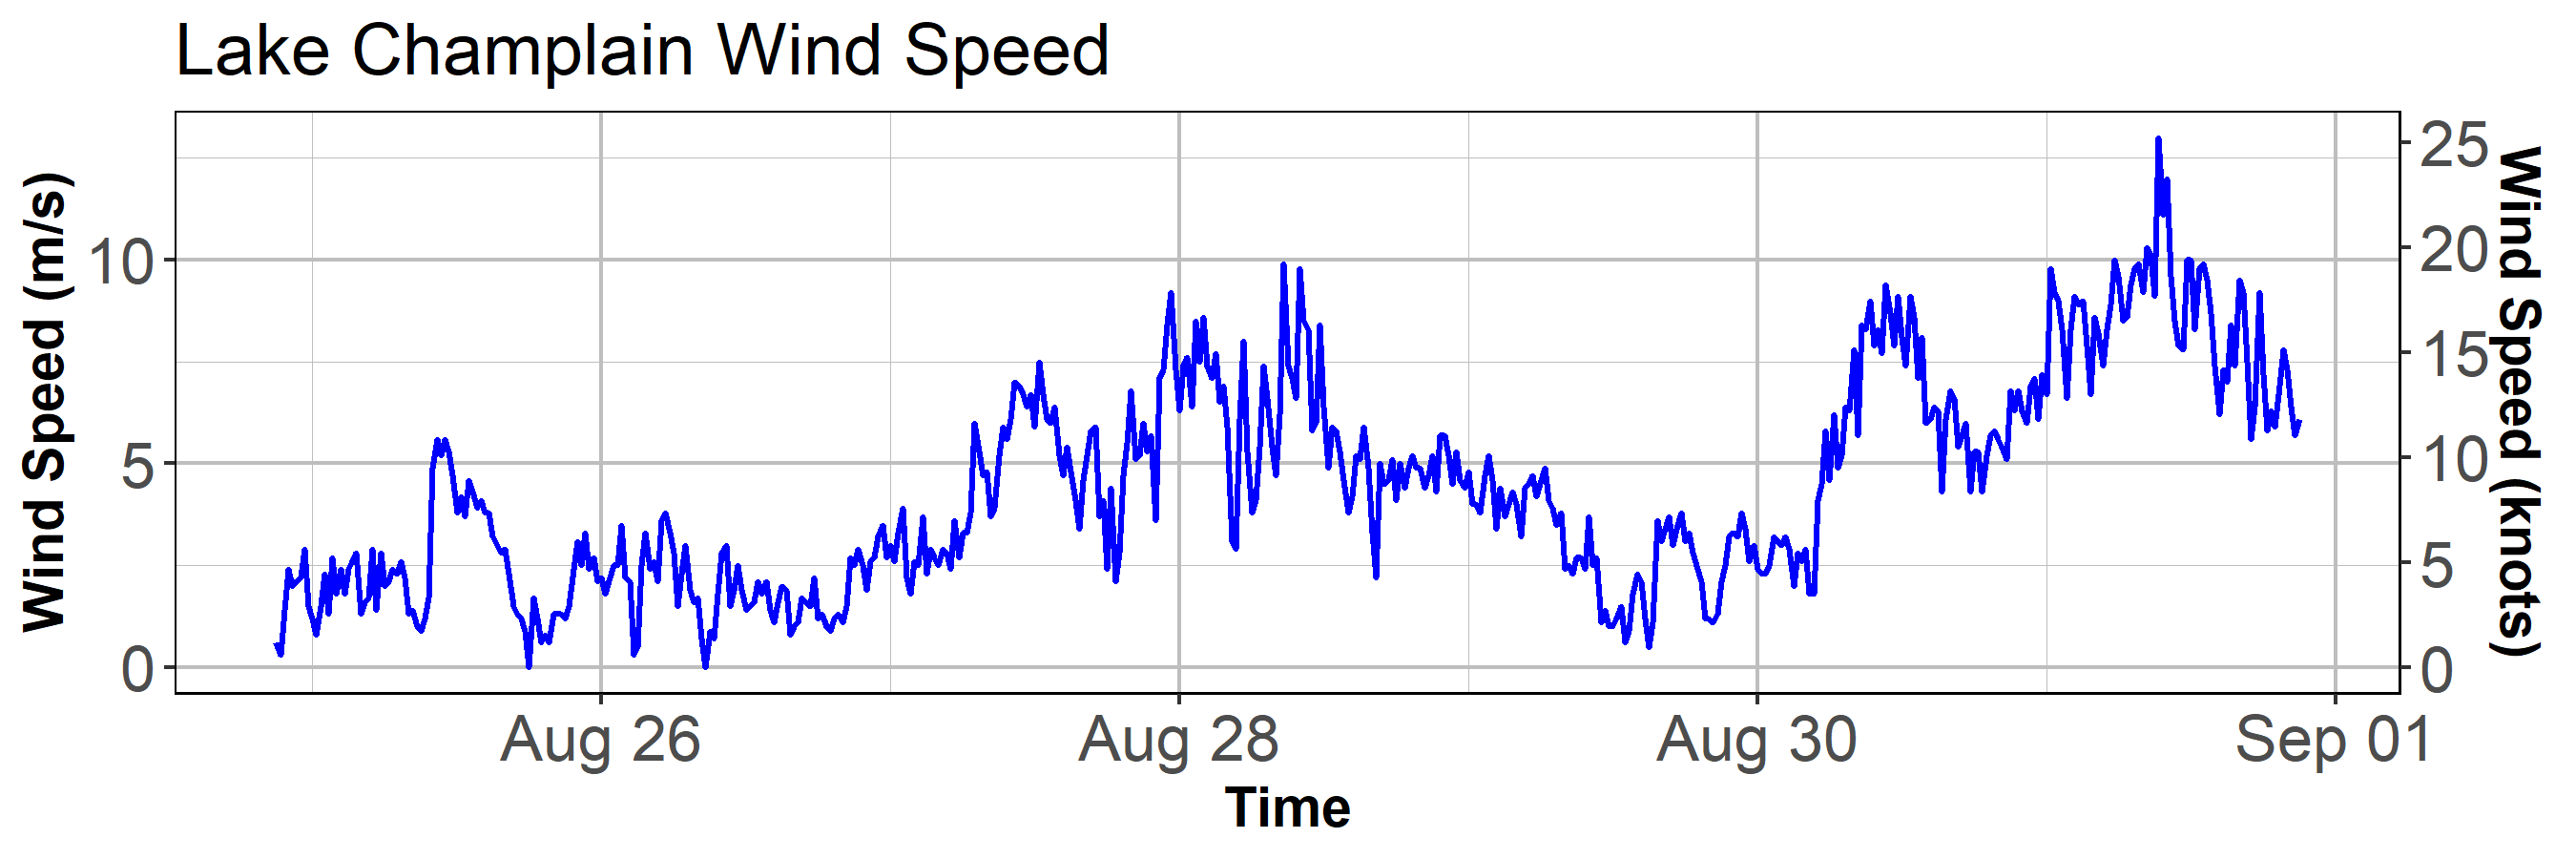 Lake Champlain Wind Speed
Wind Speed (m/s)
10
5
0
25
20
15
10
5
0
Wind Speed (knots)
Aug 26
Aug 28
Aug 30
Sep 01
Time